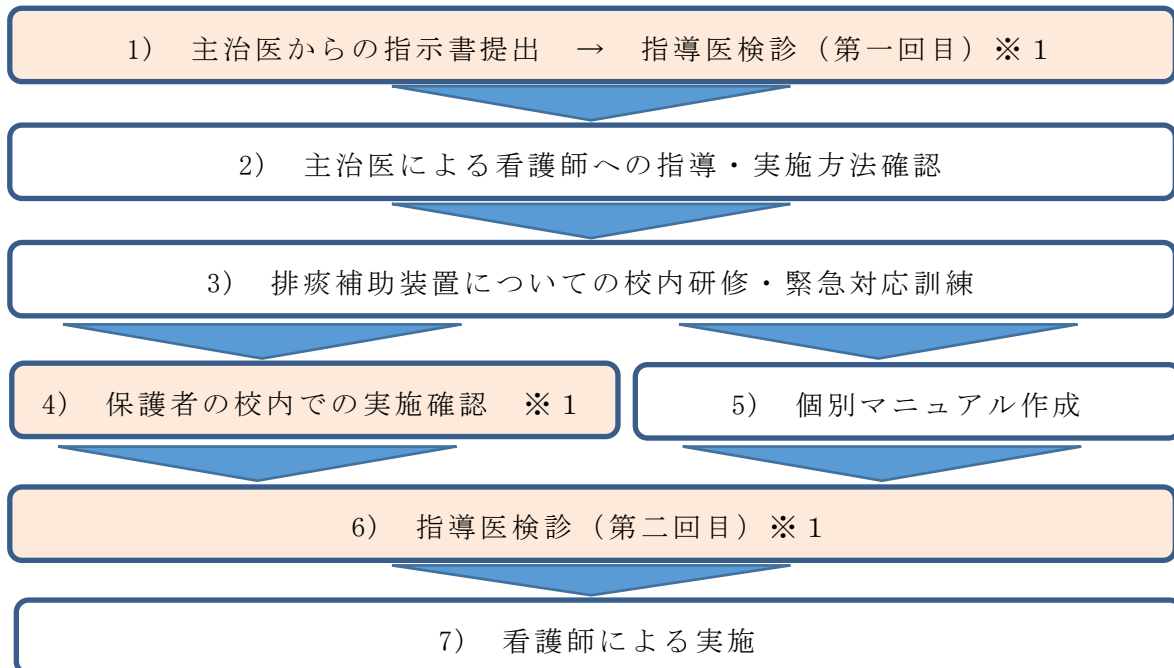 1) 主治医からの指示書提出 → 指導医検診（第一回目）※１
2) 主治医による看護師への指導・実施方法確認
3) 排痰補助装置についての校内研修・緊急対応訓練
4) 保護者の校内での実施確認 ※１
5) 個別マニュアル作成
6) 指導医検診（第二回目）※１
7) 看護師による実施